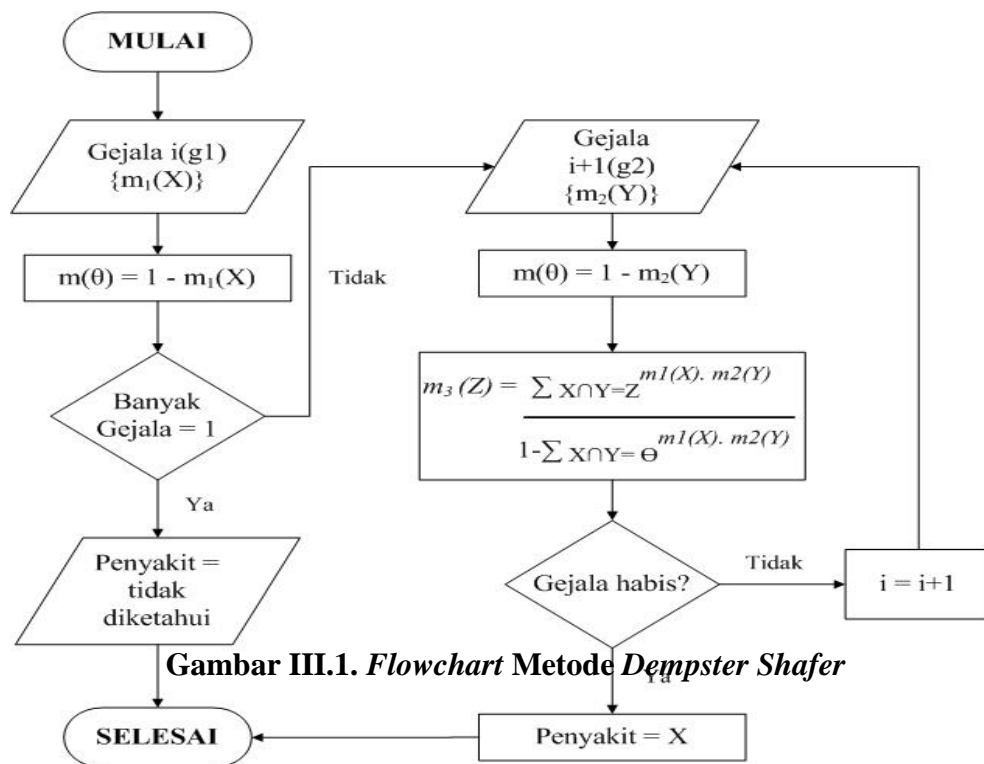 MULAI
Gejala i(g1)
{m₁(X)}
m(θ) = 1 - m₁(X)
Banyak
Gejala = 1
Tidak
Ya
Penyakit =
tidak
diketahui
SELESAI
Gejala
i+1(g2)
{m₂(Y)}
m(θ) = 1 - m₂(Y)
m₃ (Z) = ∑ X∩Y=Z m1(X). m2(Y)
1-∑ X∩Y= ϴ m1(X). m2(Y)
Gejala habis?
Tidak
i = i+1
Ya
Penyakit = X
Gambar III.1. Flowchart Metode Dempster Shafer